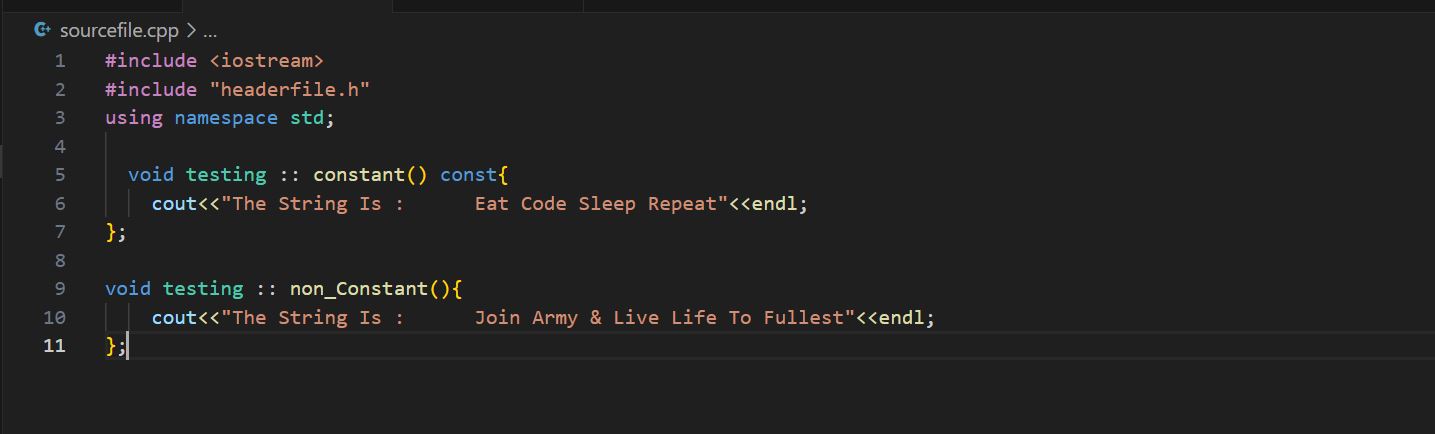 C++ sourcefile.cpp > ...
1 #include <iostream>
2 #include "headerfile.h"
3 using namespace std;
4
5   void testing :: constant() const{
6     cout<<"The String Is :      Eat Code Sleep Repeat"<<endl;
7 };
8
9 void testing :: non_Constant(){
10     cout<<"The String Is :      Join Army & Live Life To Fullest"<<endl;
11 };